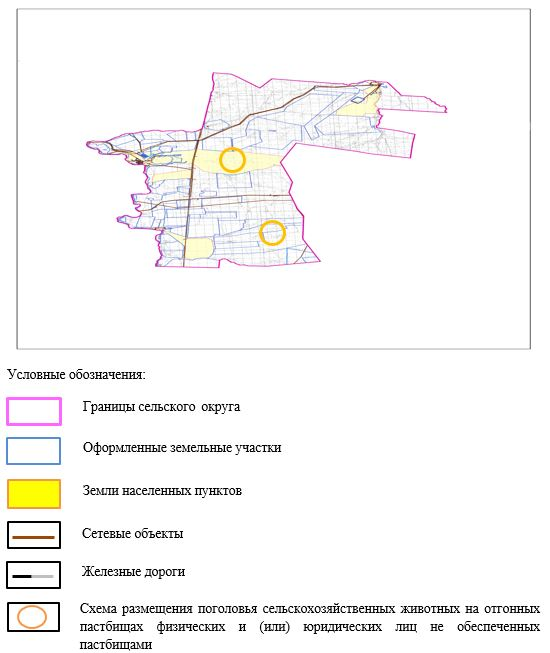 Условные обозначения:
Границы сельского округа
Оформленные земельные участки
Земли населенных пунктов
Сетевые объекты
Железные дороги
Схема размещения поголовья сельскохозяйственных животных на отгонных
пастбищах физических и (или) юридических лиц не обеспеченных
пастбищами